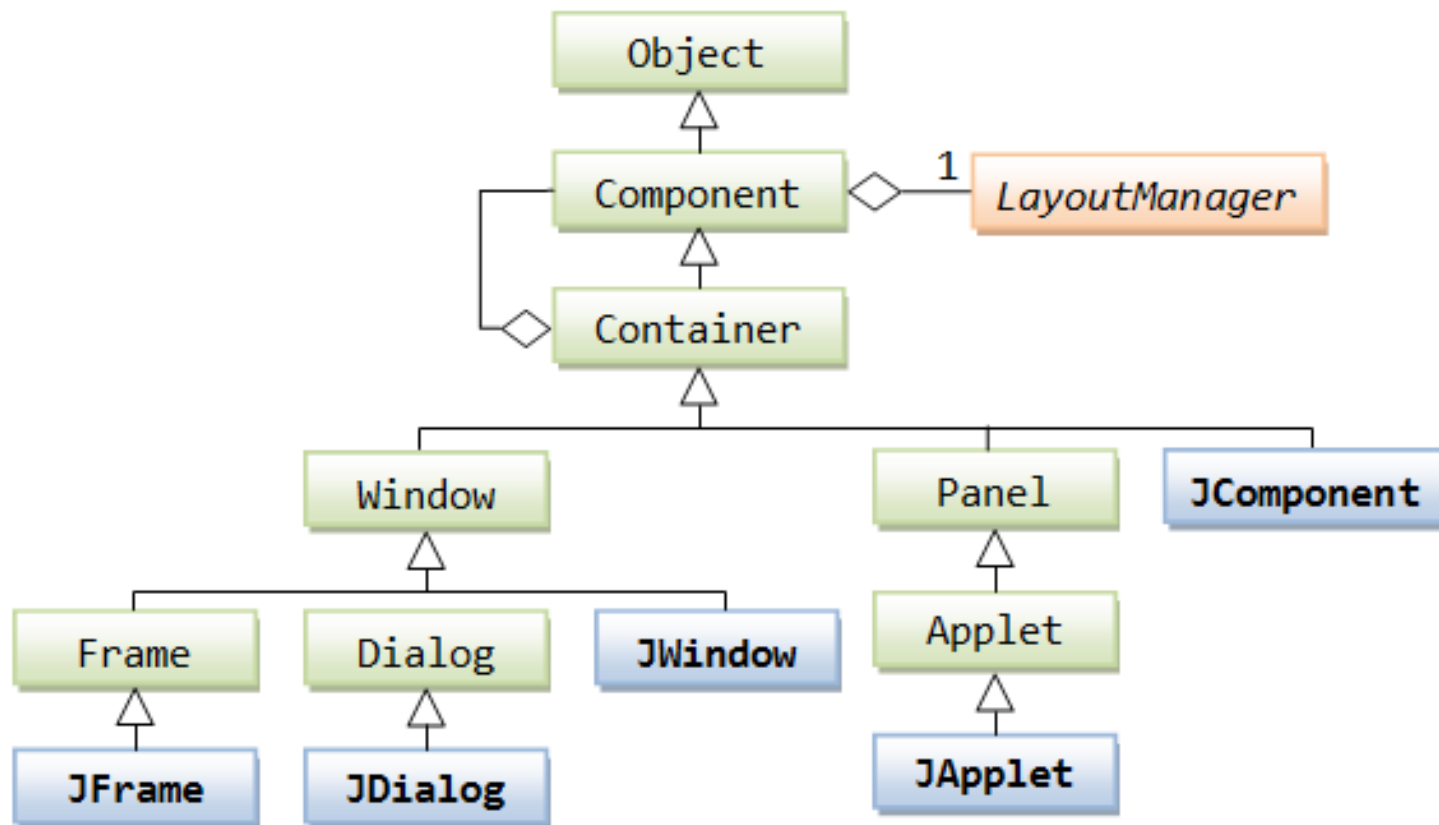 Object
1
Component
LayoutManager
Container
Window
Panel
JComponent
Frame
Dialog
JWindow
Applet
JFrame
JDialog
JApplet